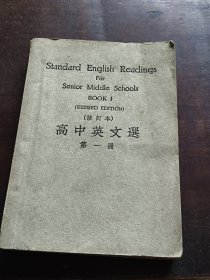 Standard English Readings
For
Senior Middle Schools
BOOK I
(REVISED EDITION)
(修訂本)
高中英文選
第一冊